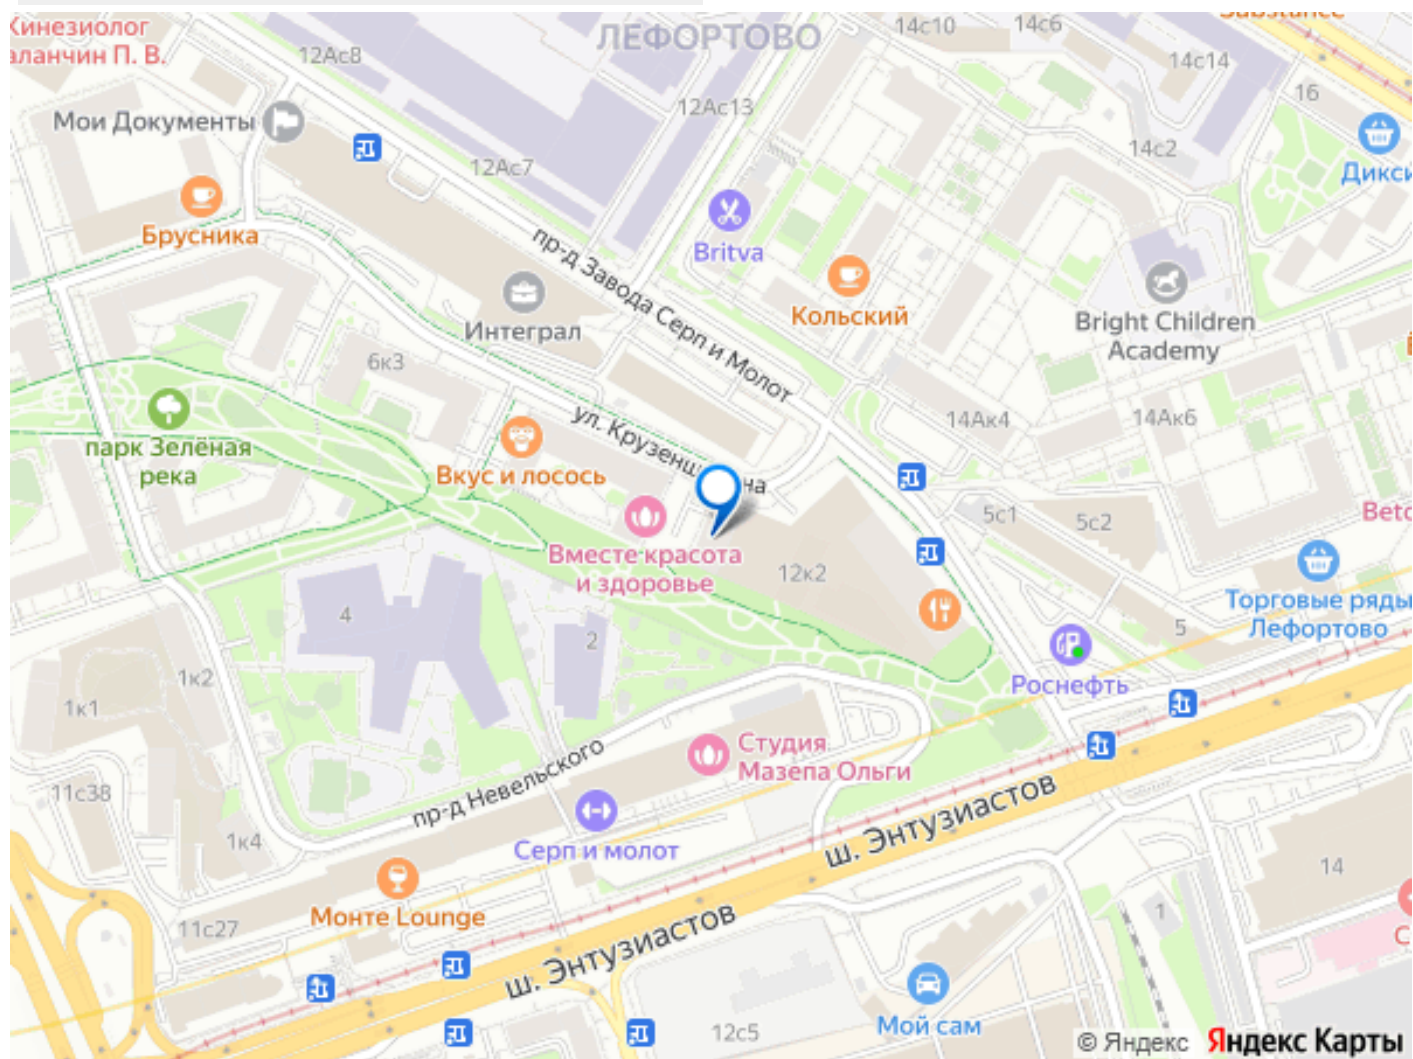 Substance
Кинезиолог
аланчин П. В.
ЛЕФОРТОВО
14с10
14с6
12Ас8
14с14
16
12Ас13
Мои Документы
14с2
12Ас7
Дикси
Брусника
Britva
пр-д Завода Серп и Молот
Кольский
Bright Children
Academy
Интеграл
6к3
ул. Крузенш
на
14Ак4
14Ак6
парк Зелёная
река
Вкус и лосось
5с1
5с2
Вместе красота
и здоровье
12к2
Торговые ряды
Лефортово
4
2
5
1к2
Роснефть
1к1
Студия
Мазепа Ольги
пр-д Невельского
11с38
1к4
Серп и молот
ш. Энтузиастов
14
Монте Lounge
11с27
1
ш. Энтузиастов
С
12с5
Мой сам
© Яндекс Яндекс Карты